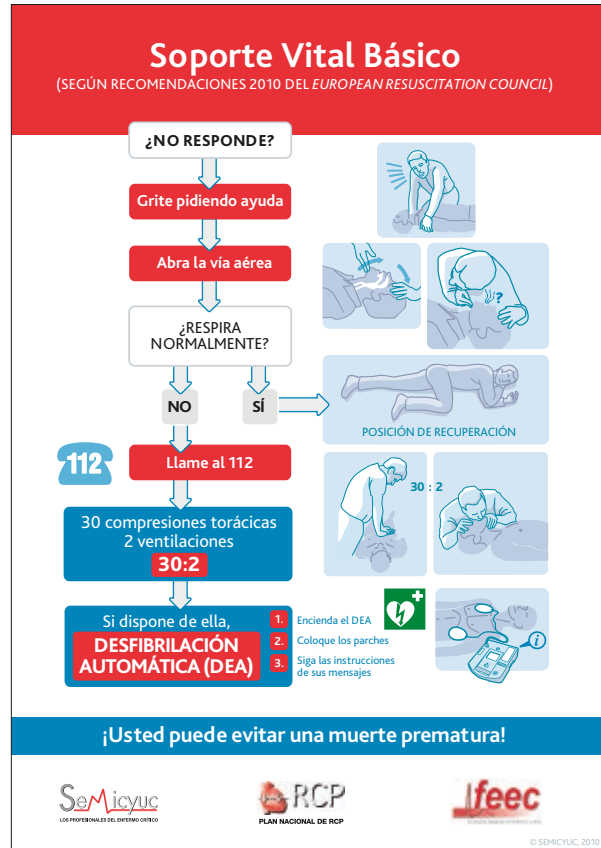 Soporte Vital Básico
(SEGÚN RECOMENDACIONES 2010 DEL EUROPEAN RESUSCITATION COUNCIL)
¿NO RESPONDE?
Grite pidiendo ayuda
Abra la vía aérea
?
¿RESPIRA
NORMALMENTE?
NO
SÍ
POSICIÓN DE RECUPERACIÓN
112
Llame al 112
30 : 2
30 compresiones torácicas
2 ventilaciones
30:2
Si dispone de ella,
DESFIBRILACIÓN
AUTOMÁTICA (DEA)
1. Encienda el DEA
2. Coloque los parches
3. Siga las instrucciones
de sus mensajes
i
¡Usted puede evitar una muerte prematura!
SeMicyuc
LOS PROFESIONALES DEL ENFERMO CRÍTICO
RCP
PLAN NACIONAL DE RCP
feec
© SEMICYUC, 2010